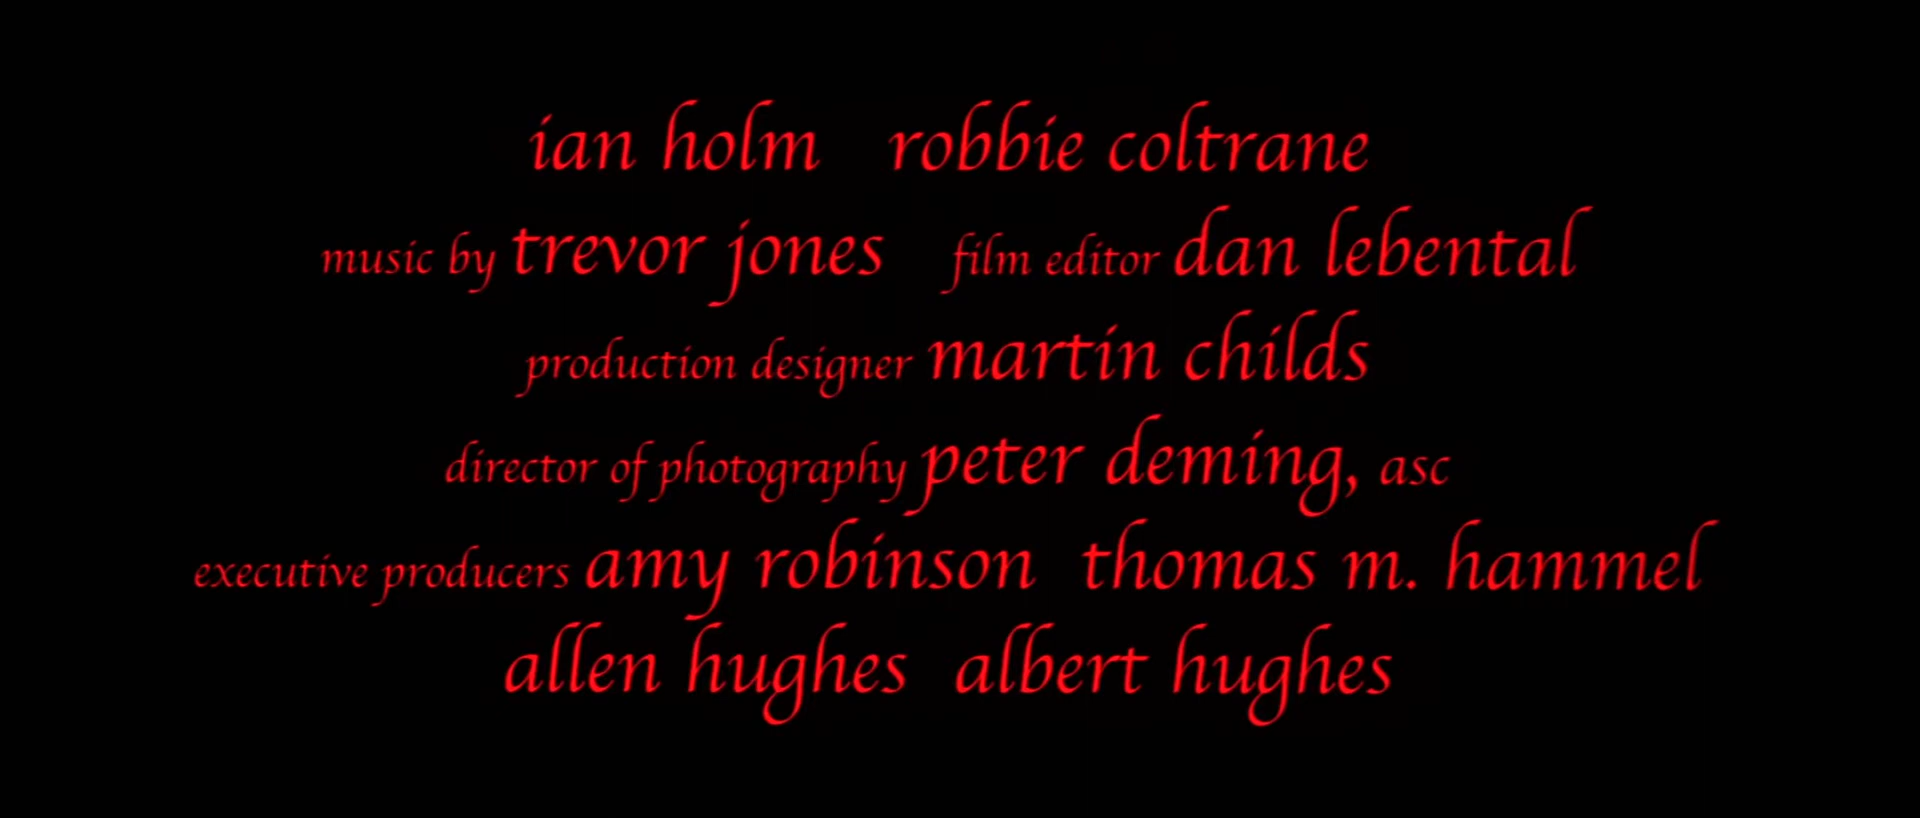 ian holm robbie coltrane
music by trevor jones film editor dan lebental
production designer martin childs
director of photography peter deming, asc
executive producers amy robinson thomas m. hammel
allen hughes albert hughes